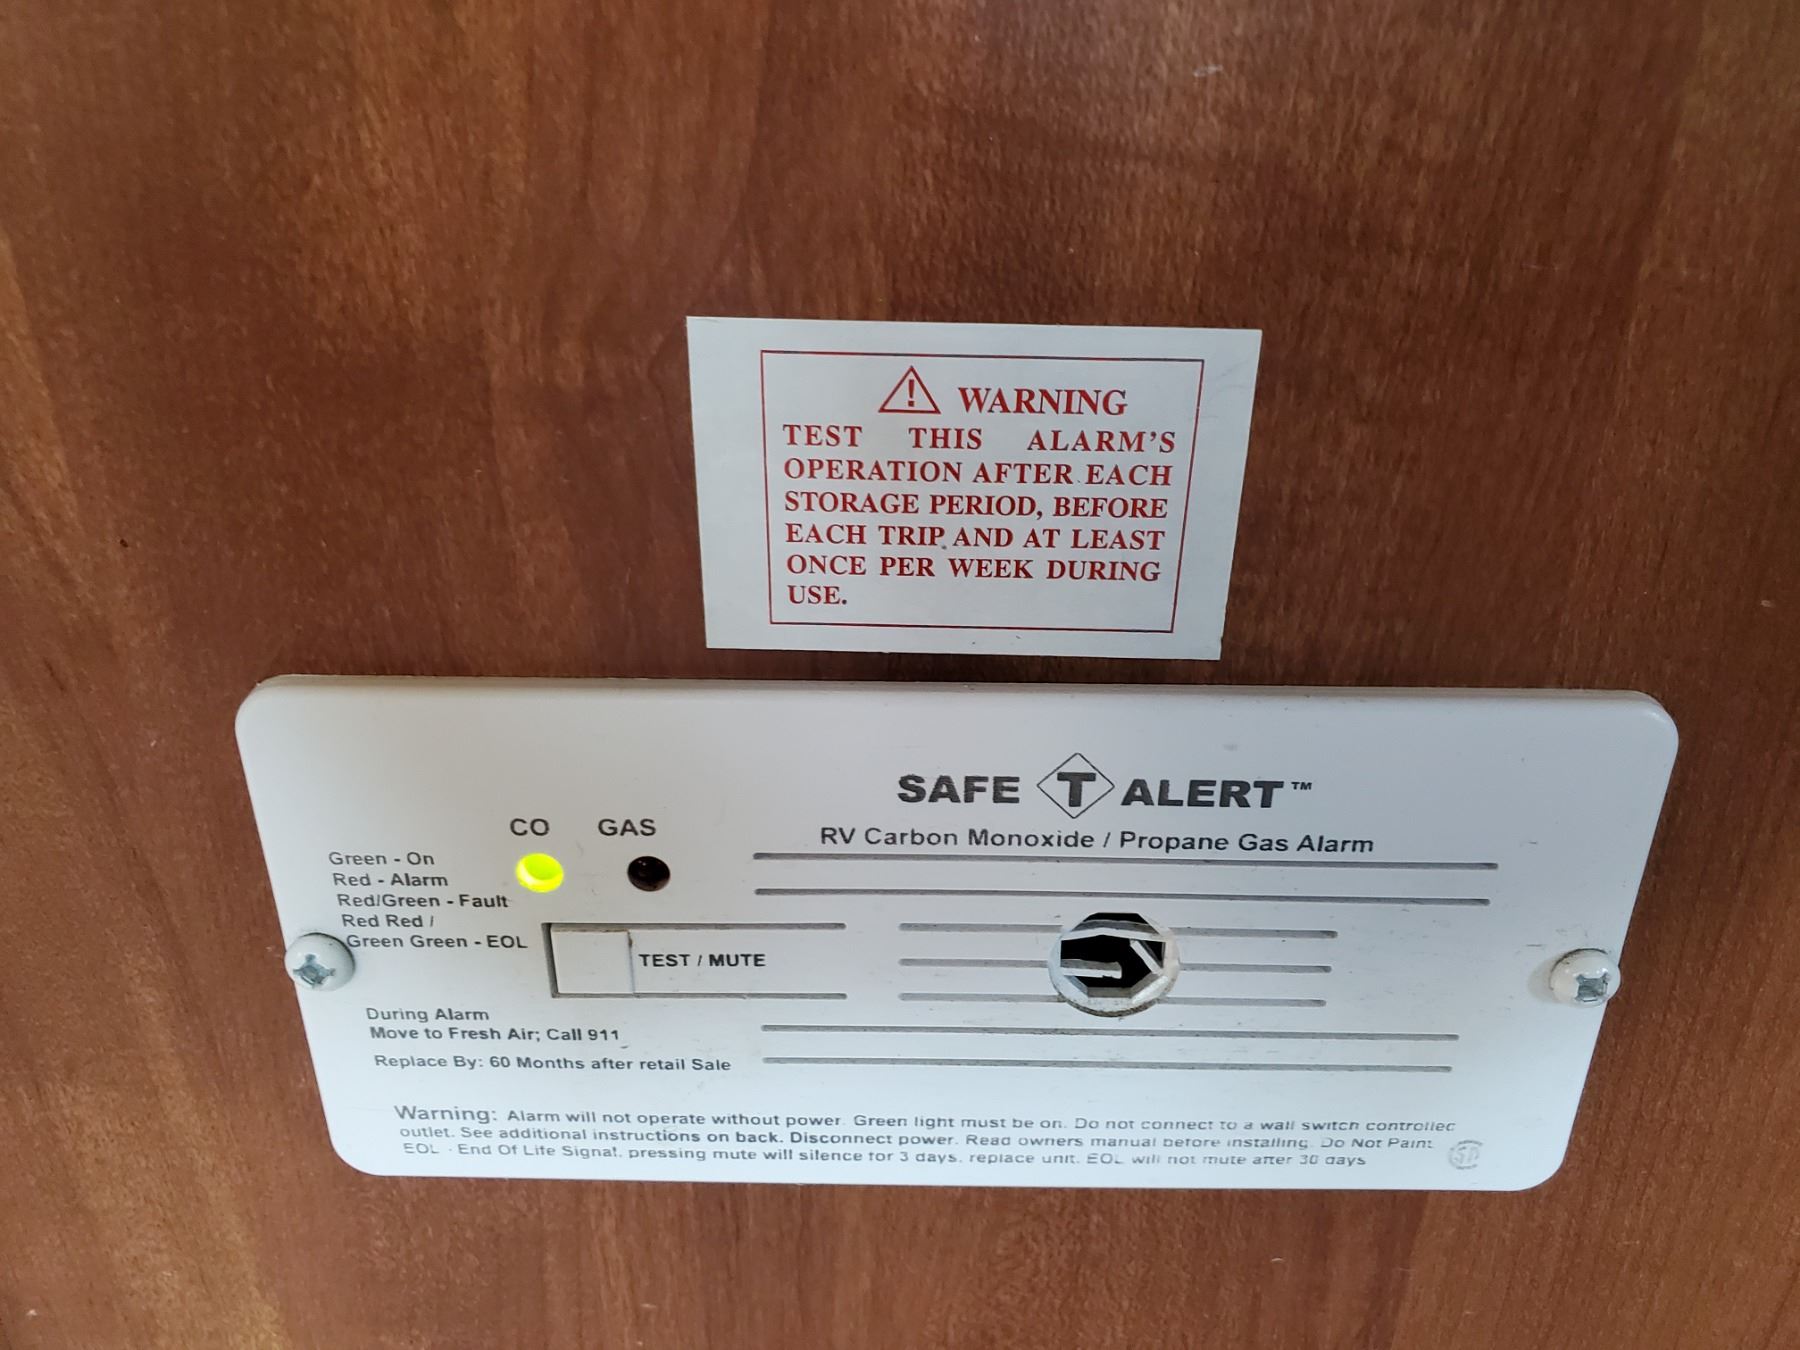 WARNING
TEST THIS ALARM'S
OPERATION AFTER EACH
STORAGE PERIOD, BEFORE
EACH TRIP AND AT LEAST
ONCE PER WEEK DURING
USE.
SAFE T ALERT™
RV Carbon Monoxide / Propane Gas Alarm
CO GAS
Green - On
Red - Alarm
Red/Green - Fault
Red Red /
Green Green - EOL
TEST / MUTE
During Alarm
Move to Fresh Air; Call 911
Replace By: 60 Months after retail Sale
Warning: Alarm will not operate without power. Green light must be on. Do not connect to a wall switch controlled
outlet. See additional instructions on back. Disconnect power. Read owners manual before installing. Do Not Paint
EOL - End Of Life Signal, pressing mute will silence for 3 days, replace unit. EOL will not mute after 30 days